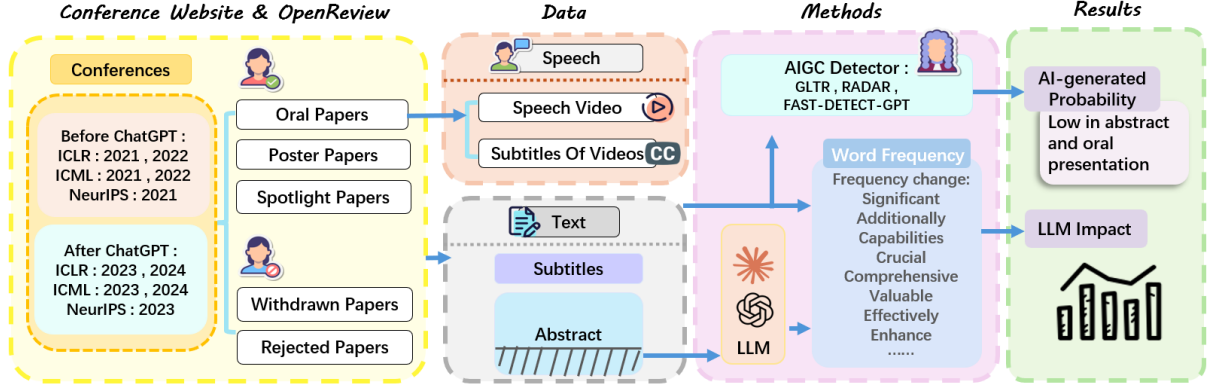 Conference Website & OpenReview
Data
Methods
Results
Conferences
Before ChatGPT :
ICLR : 2021 , 2022
ICML : 2021 , 2022
NeurIPS : 2021
After ChatGPT :
ICLR : 2023 , 2024
ICML : 2023 , 2024
NeurIPS : 2023
Oral Papers
Poster Papers
Spotlight Papers
Withdrawn Papers
Rejected Papers
Speech
Speech Video
Subtitles Of Videos
CC
Text
Subtitles
Abstract
AIGC Detector :
GLTR , RADAR ,
FAST-DETECT-GPT
LLM
Word Frequency
Frequency change:
Significant
Additionally
Capabilities
Crucial
Comprehensive
Valuable
Effectively
Enhance
......
AI-generated
Probability
Low in abstract
and oral
presentation
LLM Impact